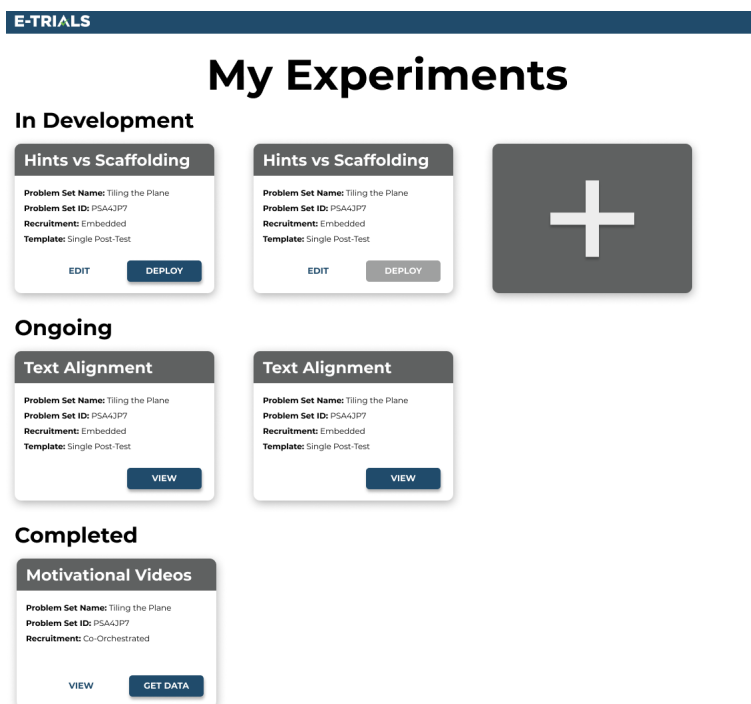 E-TRIALS
My Experiments
In Development
Hints vs Scaffolding
Problem Set Name: Tiling the Plane
Problem Set ID: PSA4JP7
Recruitment: Embedded
Template: Single Post-Test
EDIT DEPLOY
Hints vs Scaffolding
Problem Set Name: Tiling the Plane
Problem Set ID: PSA4JP7
Recruitment: Embedded
Template: Single Post-Test
EDIT DEPLOY
Ongoing
Text Alignment
Problem Set Name: Tiling the Plane
Problem Set ID: PSA4JP7
Recruitment: Embedded
Template: Single Post-Test
VIEW
Text Alignment
Problem Set Name: Tiling the Plane
Problem Set ID: PSA4JP7
Recruitment: Embedded
Template: Single Post-Test
VIEW
Completed
Motivational Videos
Problem Set Name: Tiling the Plane
Problem Set ID: PSA4JP7
Recruitment: Co-Orchestrated
VIEW GET DATA